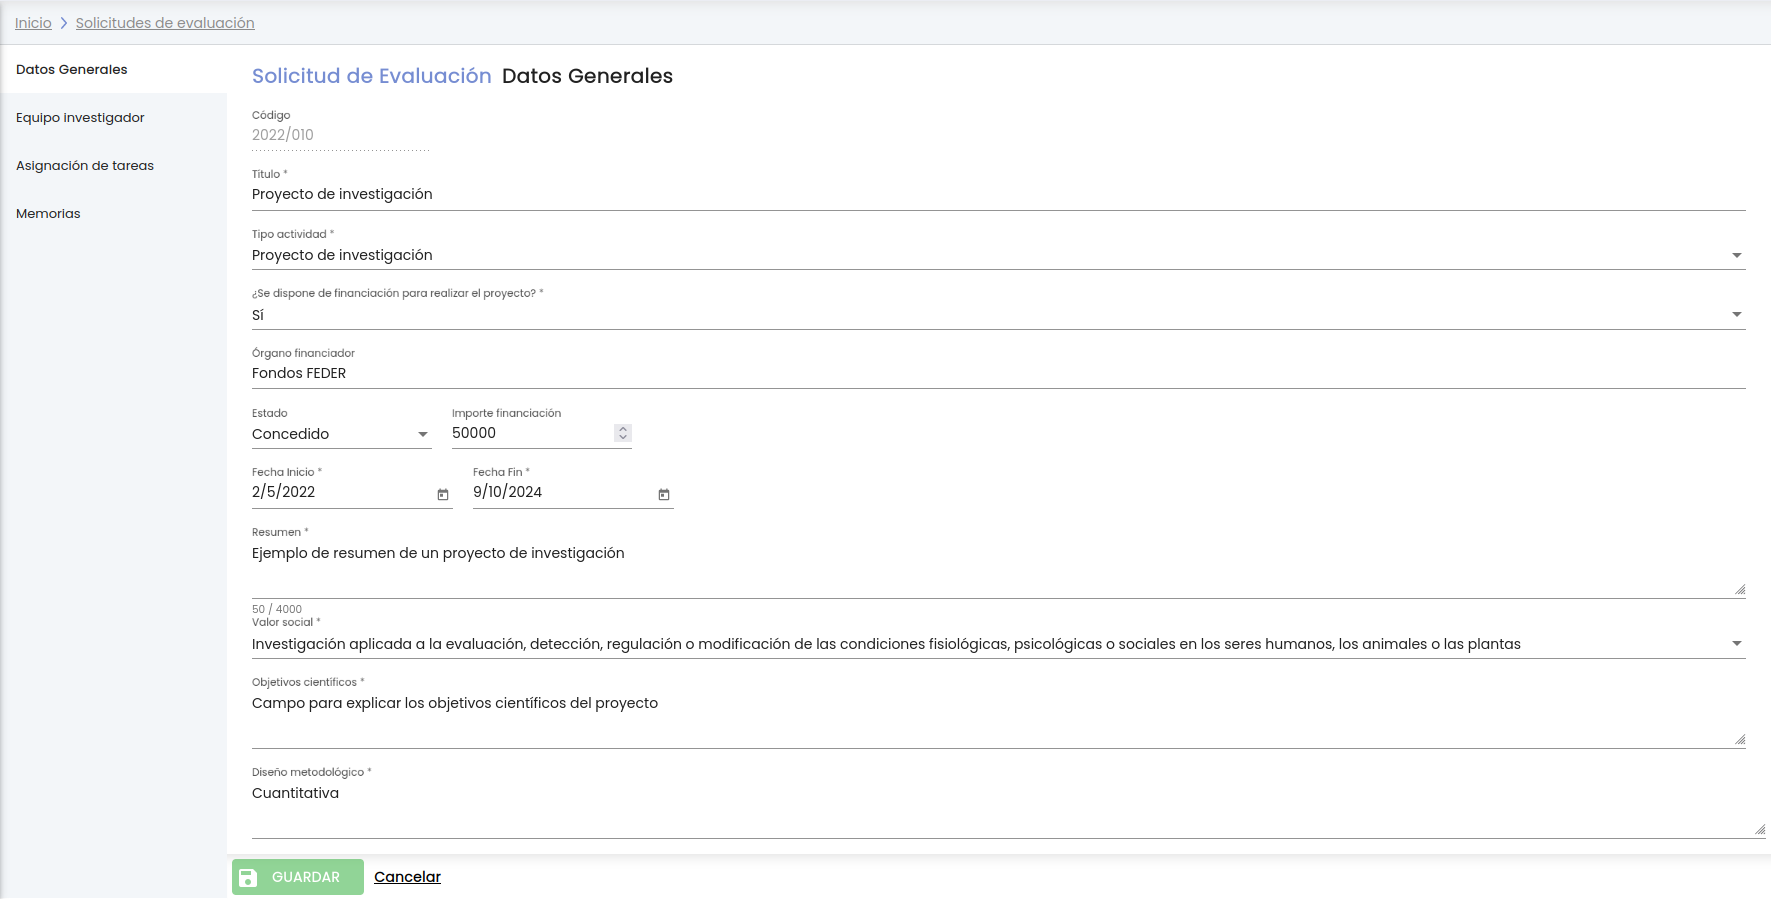 Inicio > Solicitudes de evaluación
Datos Generales
Equipo investigador
Asignación de tareas
Memorias
Solicitud de Evaluación Datos Generales
Código
2022/010
Título *
Proyecto de investigación
Tipo actividad *
Proyecto de investigación
¿Se dispone de financiación para realizar el proyecto? *
Sí
Órgano financiador
Fondos FEDER
Estado Importe financiación
Concedido 50000
Fecha Inicio * Fecha Fin *
2/5/2022 9/10/2024
Resumen *
Ejemplo de resumen de un proyecto de investigación
50 / 4000
Valor social *
Investigación aplicada a la evaluación, detección, regulación o modificación de las condiciones fisiológicas, psicológicas o sociales en los seres humanos, los animales o las plantas
Objetivos científicos *
Campo para explicar los objetivos científicos del proyecto
Diseño metodológico *
Cuantitativa
GUARDAR Cancelar